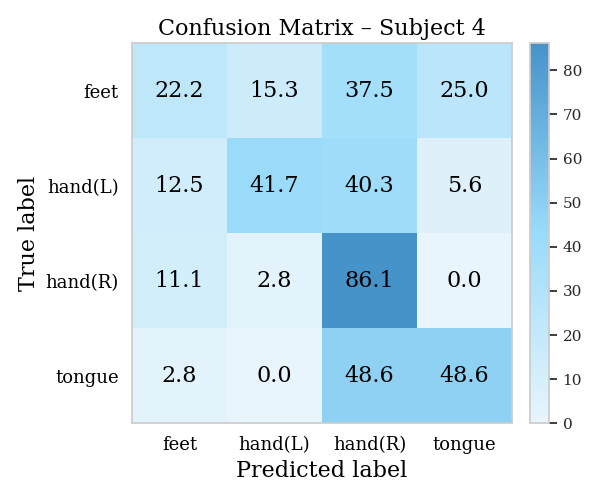 Confusion Matrix – Subject 4
feet 22.2 15.3 37.5 25.0
hand(L) 12.5 41.7 40.3 5.6
hand(R) 11.1 2.8 86.1 0.0
tongue 2.8 0.0 48.6 48.6
feet hand(L) hand(R) tongue
Predicted label
True label
80
70
60
50
40
30
20
10
0